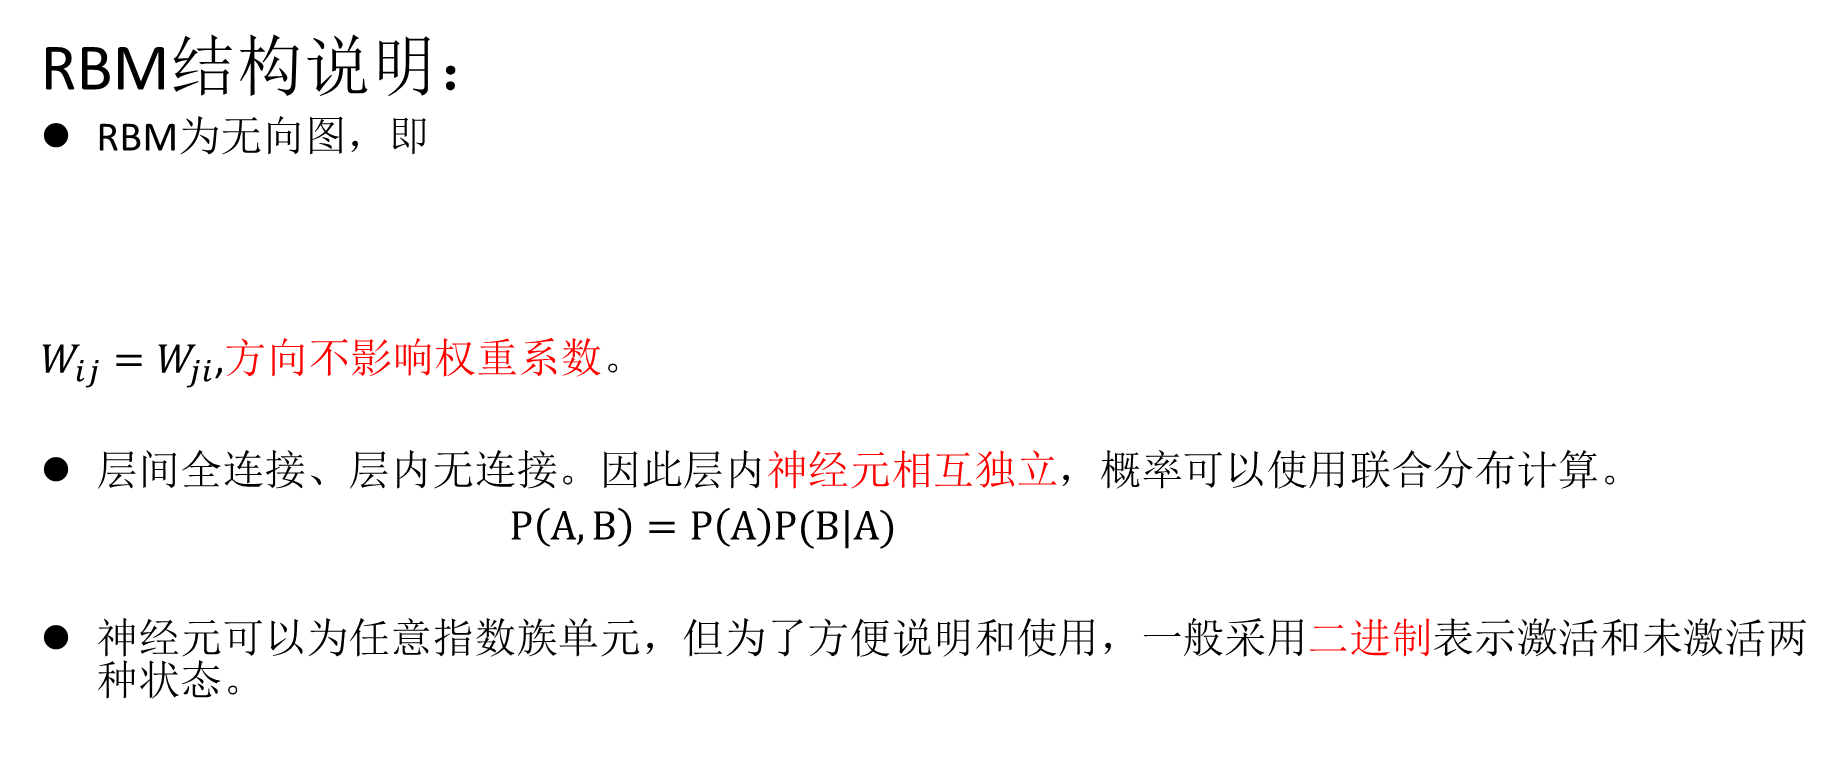 RBM结构说明：
● RBM为无向图，即
W_{ij} = W_{ji},方向不影响权重系数。
● 层间全连接、层内无连接。因此层内神经元相互独立，概率可以使用联合分布计算。
P(A,B) = P(A)P(B|A)
● 神经元可以为任意指数族单元，但为了方便说明和使用，一般采用二进制表示激活和未激活两
种状态。